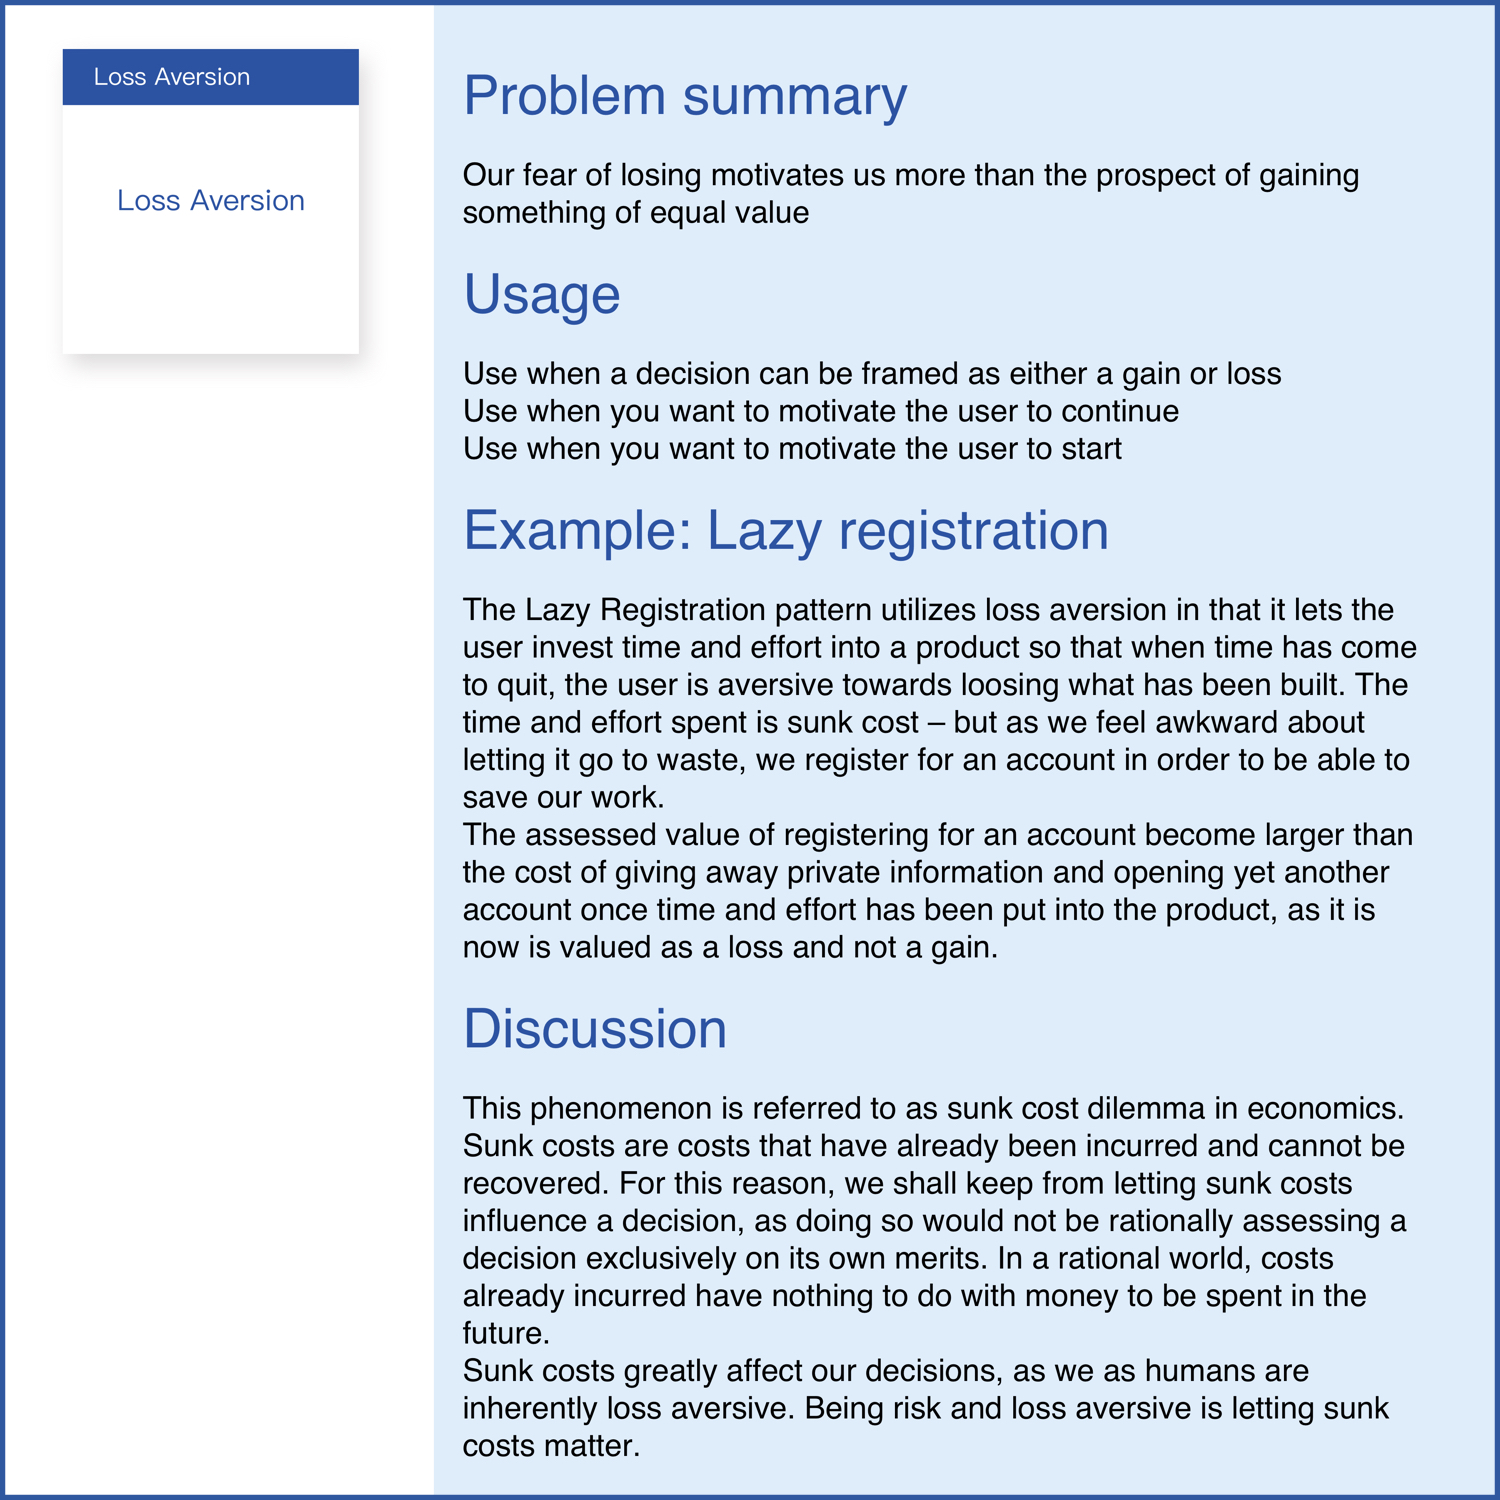 Loss Aversion
Loss Aversion
Problem summary
Our fear of losing motivates us more than the prospect of gaining
something of equal value
Usage
Use when a decision can be framed as either a gain or loss
Use when you want to motivate the user to continue
Use when you want to motivate the user to start
Example: Lazy registration
The Lazy Registration pattern utilizes loss aversion in that it lets the
user invest time and effort into a product so that when time has come
to quit, the user is aversive towards loosing what has been built. The
time and effort spent is sunk cost – but as we feel awkward about
letting it go to waste, we register for an account in order to be able to
save our work.
The assessed value of registering for an account become larger than
the cost of giving away private information and opening yet another
account once time and effort has been put into the product, as it is
now is valued as a loss and not a gain.
Discussion
This phenomenon is referred to as sunk cost dilemma in economics.
Sunk costs are costs that have already been incurred and cannot be
recovered. For this reason, we shall keep from letting sunk costs
influence a decision, as doing so would not be rationally assessing a
decision exclusively on its own merits. In a rational world, costs
already incurred have nothing to do with money to be spent in the
future.
Sunk costs greatly affect our decisions, as we as humans are
inherently loss aversive. Being risk and loss aversive is letting sunk
costs matter.